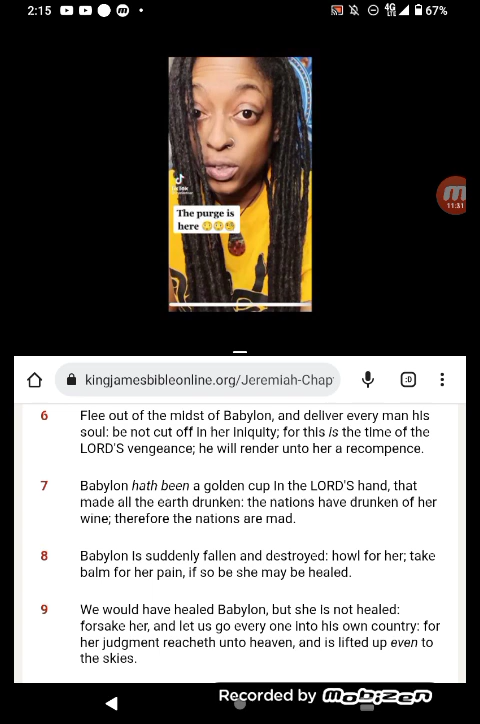 2:15
4G
LTE
67%
The purge is
here 😳😳🧐
11:31
kingjamesbibleonline.org/Jeremiah-Chap
:D
6 Flee out of the midst of Babylon, and deliver every man his
soul: be not cut off in her iniquity; for this is the time of the
LORD'S vengeance; he will render unto her a recompence.
7 Babylon hath been a golden cup in the LORD'S hand, that
made all the earth drunken: the nations have drunken of her
wine; therefore the nations are mad.
8 Babylon is suddenly fallen and destroyed: howl for her; take
balm for her pain, if so be she may be healed.
9 We would have healed Babylon, but she is not healed:
forsake her, and let us go every one into his own country: for
her judgment reacheth unto heaven, and is lifted up even to
the skies.
Recorded by mobizen